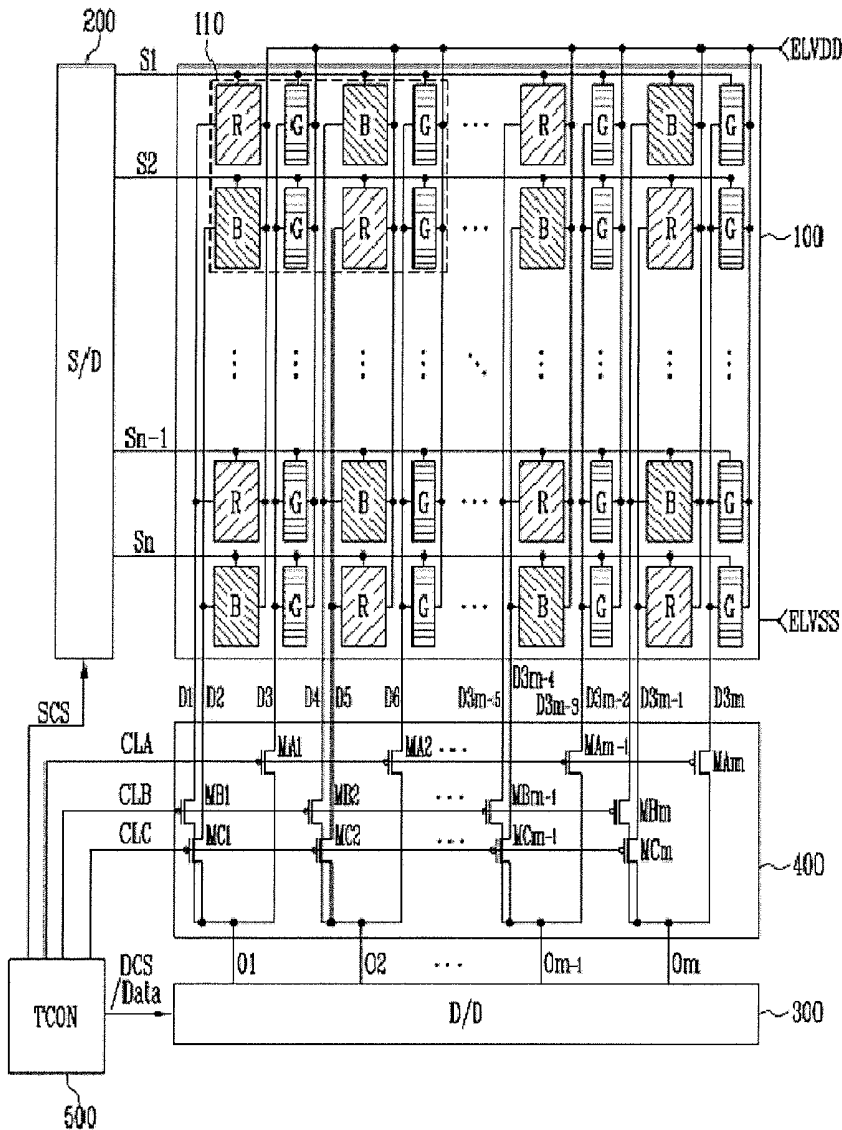 200
110
S1
ELVDD
R G B G ... R G B G
S2
B G R G ... B G R G
100
S/D
Sn-1
R G B G ... R G B G
Sn
B G R G ... B G R G
ELVSS
SCS
D1 D2 D3 D4 D5 D6 D3m-5 D3m-4 D3m-3 D3m-2 D3m-1 D3m
CLA MA1 MA2 ... MAm-1 MAm
CLB MB1 MB2 ... MBm-1 MBm
CLC MC1 MC2 ... MCm-1 MCm
400
O1 O2 ... Om-1 Om
DCS
/Data
TCON
D/D
300
500